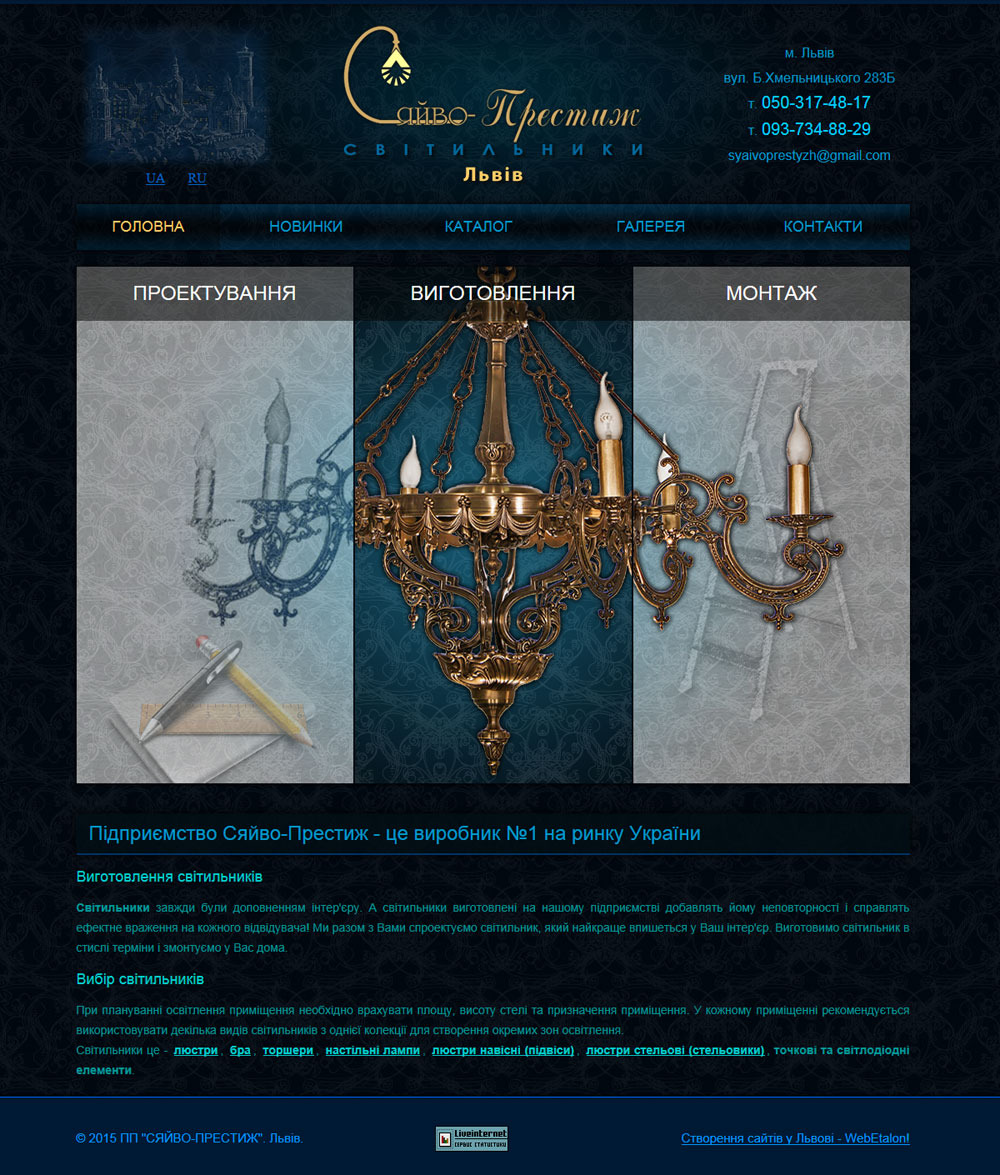 UA RU
Сяйво-Престиж
СВІТИЛЬНИКИ
Львів
м. Львів
вул. Б.Хмельницького 283Б
т. 050-317-48-17
т. 093-734-88-29
syaivoprestyzh@gmail.com
ГОЛОВНА НОВИНКИ КАТАЛОГ ГАЛЕРЕЯ КОНТАКТИ
ПРОЕКТУВАННЯ ВИГОТОВЛЕННЯ МОНТАЖ
Підприємство Сяйво-Престиж - це виробник №1 на ринку України
Виготовлення світильників
Світильники завжди були доповненням інтер'єру. А світильники виготовлені на нашому підприємстві добавлять йому неповторності і справлять
ефектне враження на кожного відвідувача! Ми разом з Вами спроектуємо світильник, який найкраще впишеться у Ваш інтер'єр. Виготовимо світильник в
стислі терміни і змонтуємо у Вас дома.
Вибір світильників
При плануванні освітлення приміщення необхідно врахувати площу, висоту стелі та призначення приміщення. У кожному приміщенні рекомендується
використовувати декілька видів світильників з однієї колекції для створення окремих зон освітлення.
Світильники це - люстри, бра, торшери, настільні лампи, люстри навісні (підвіси), люстри стельові (стельовики), точкові та світлодіодні
елементи.
© 2015 ПП "СЯЙВО-ПРЕСТИЖ". Львів.
Liveinternet
СЕРВІС СТАТИСТИКИ
Створення сайтів у Львові - WebEtalon!